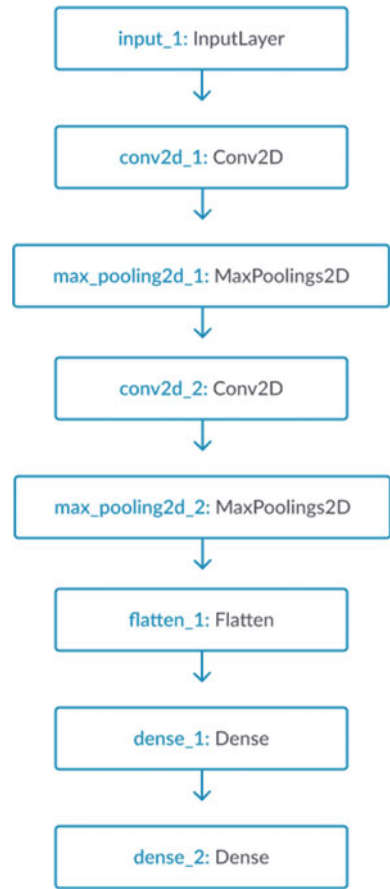 input_1: InputLayer
conv2d_1: Conv2D
max_pooling2d_1: MaxPoolings2D
conv2d_2: Conv2D
max_pooling2d_2: MaxPoolings2D
flatten_1: Flatten
dense_1: Dense
dense_2: Dense